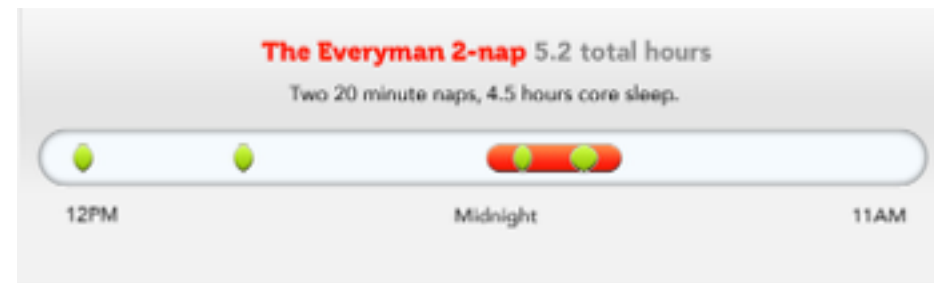 The Everyman 2-nap 5.2 total hours
Two 20 minute naps, 4.5 hours core sleep.
12PM Midnight 11AM